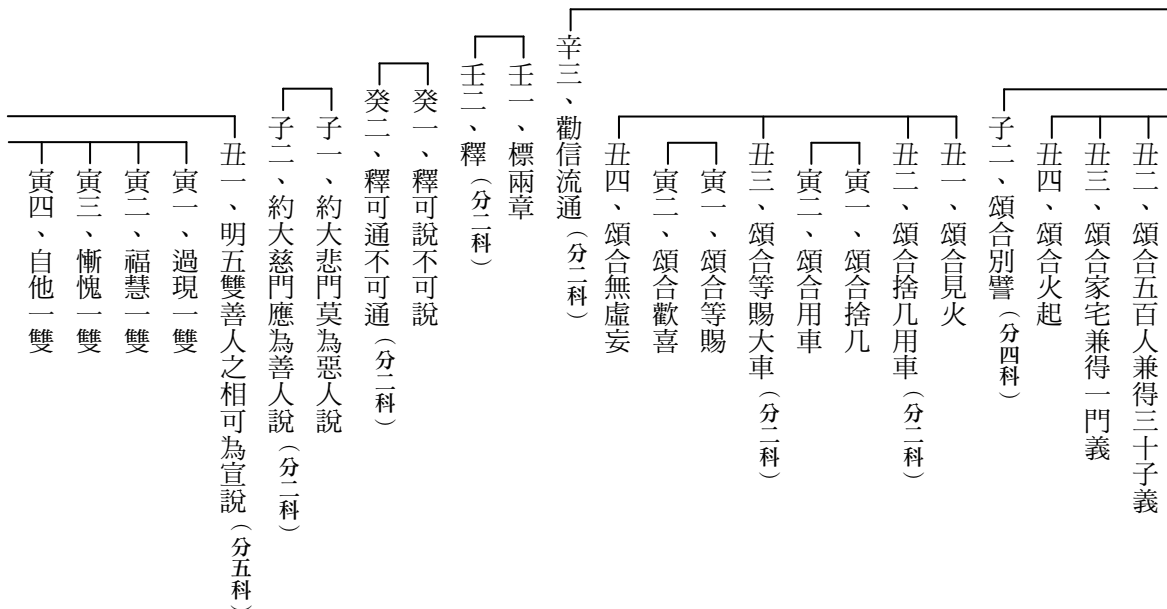 丑二、頌合五百人兼得三十子義
丑三、頌合家宅兼得一門義
丑四、頌合火起
子二、頌合別譬（分四科）
丑一、頌合見火
丑二、頌合捨几用車（分二科）
寅一、頌合捨几
寅二、頌合用車
丑三、頌合等賜大車（分二科）
寅一、頌合等賜
寅二、頌合歡喜
丑四、頌合無虛妄
辛三、勸信流通（分二科）
壬一、標兩章
壬二、釋（分二科）
癸一、釋可說不可說
癸二、釋可通不可通（分二科）
子一、約大悲門莫為惡人說
子二、約大慈門應為善人說（分二科）
丑一、明五雙善人之相可為宣說（分五科）
寅一、過現一雙
寅二、福慧一雙
寅三、慚愧一雙
寅四、自他一雙